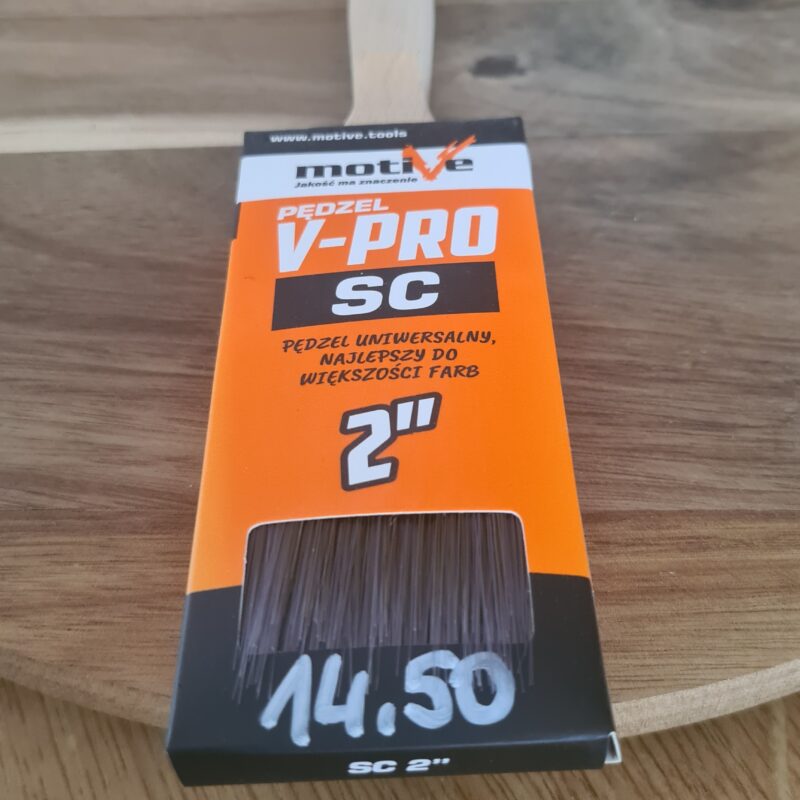 www.motive.tools
motive
Jakość ma znaczenie
PĘDZEL
V-PRO
SC
PĘDZEL UNIWERSALNY,
NAJLEPSZY DO
WIĘKSZOŚCI FARB
2"
14.50
SC 2"